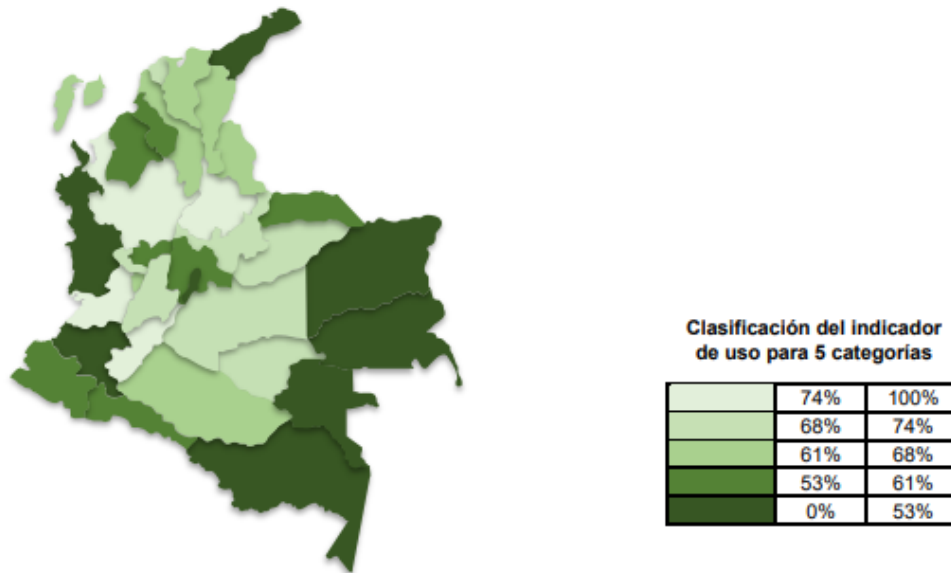 Clasificación del indicador
de uso para 5 categorías
74% 100%
68% 74%
61% 68%
53% 61%
0% 53%